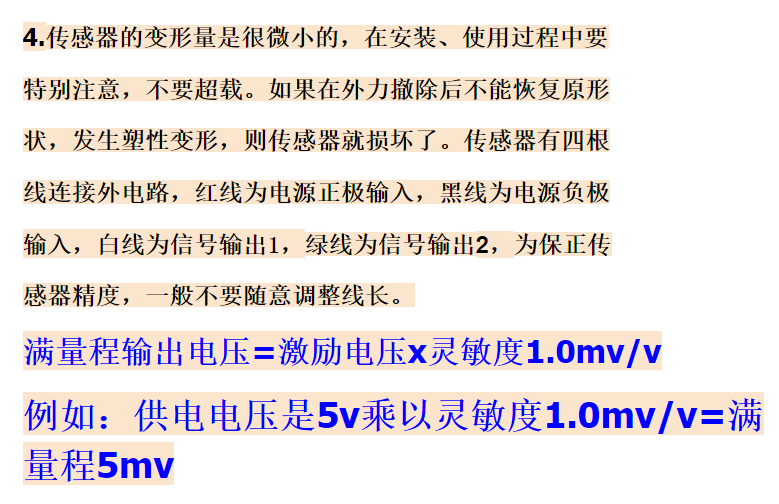 4.传感器的变形量是很微小的，在安装、使用过程中要
特别注意，不要超载。如果在外力撤除后不能恢复原形
状，发生塑性变形，则传感器就损坏了。传感器有四根
线连接外电路，红线为电源正极输入，黑线为电源负极
输入，白线为信号输出1，绿线为信号输出2，为保正传
感器精度，一般不要随意调整线长。
满量程输出电压=激励电压x灵敏度1.0mv/v
例如：供电电压是5v乘以灵敏度1.0mv/v=满
量程5mv